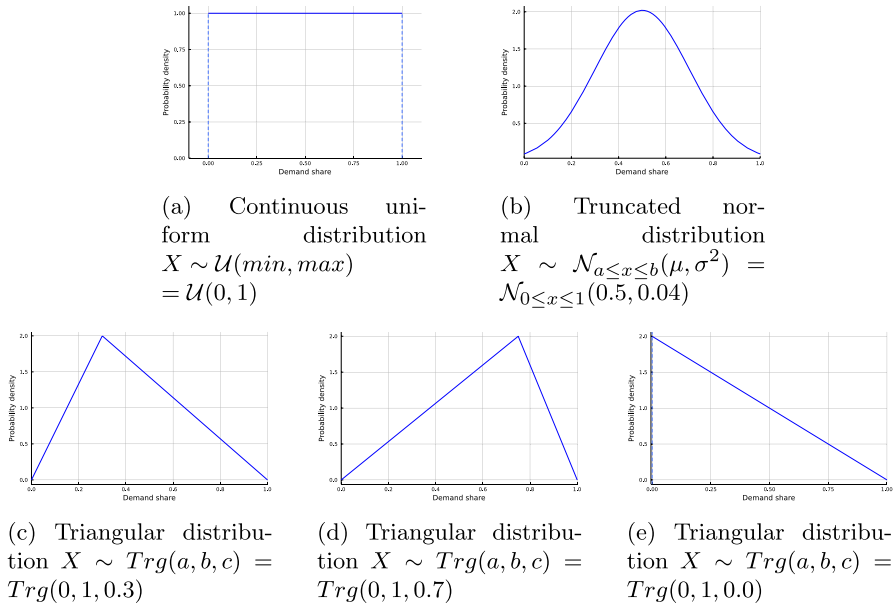 1.00
0.75
0.50
0.25
0.00
Probability density
0.00 0.25 0.50 0.75 1.00
Demand share
2.0
1.5
1.0
0.5
Probability density
0.0 0.2 0.4 0.6 0.8 1.0
Demand share
(a) Continuous uni-
form distribution
X ∼ 𝒰(min, max)
= 𝒰(0, 1)
(b) Truncated nor-
mal distribution
X ∼ 𝒩a≤x≤b(μ, σ²) =
𝒩0≤x≤1(0.5, 0.04)
2.0
1.5
1.0
0.5
0.0
Probability density
0.0 0.2 0.4 0.6 0.8 1.0
Demand share
2.0
1.5
1.0
0.5
0.0
Probability density
0.0 0.2 0.4 0.6 0.8 1.0
Demand share
2.0
1.5
1.0
0.5
0.0
Probability density
0.00 0.25 0.50 0.75 1.00
Demand share
(c) Triangular distribu-
tion X ∼ Trg(a, b, c) =
Trg(0, 1, 0.3)
(d) Triangular distribu-
tion X ∼ Trg(a, b, c) =
Trg(0, 1, 0.7)
(e) Triangular distribu-
tion X ∼ Trg(a, b, c) =
Trg(0, 1, 0.0)